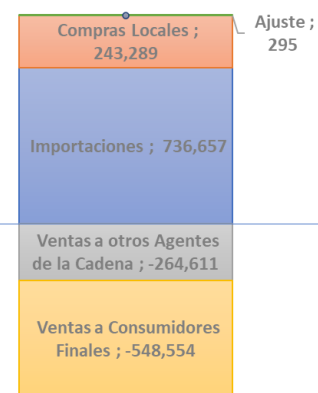 Ajuste ;
295
Compras Locales ;
243,289
Importaciones ; 736,657
Ventas a otros Agentes
de la Cadena ; -264,611
Ventas a Consumidores
Finales ; -548,554